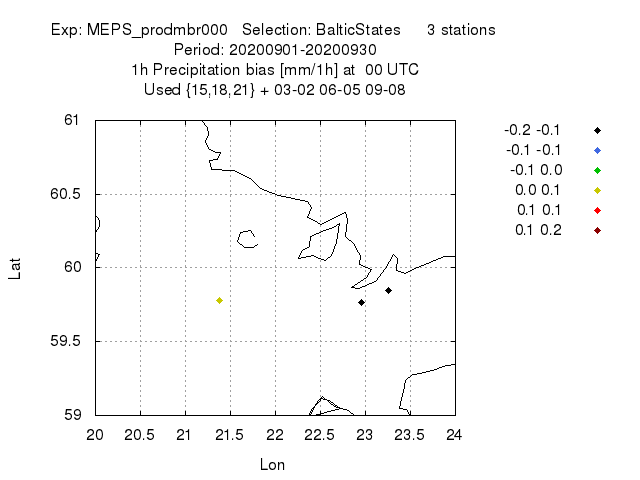 Exp: MEPS_prodmbr000 Selection: BalticStates 3 stations
Period: 20200901-20200930
1h Precipitation bias [mm/1h] at 00 UTC
Used {15,18,21} + 03-02 06-05 09-08
61
60.5
60
59.5
59
Lat
20 20.5 21 21.5 22 22.5 23 23.5 24
Lon
-0.2 -0.1
-0.1 -0.1
-0.1 0.0
0.0 0.1
0.1 0.1
0.1 0.2